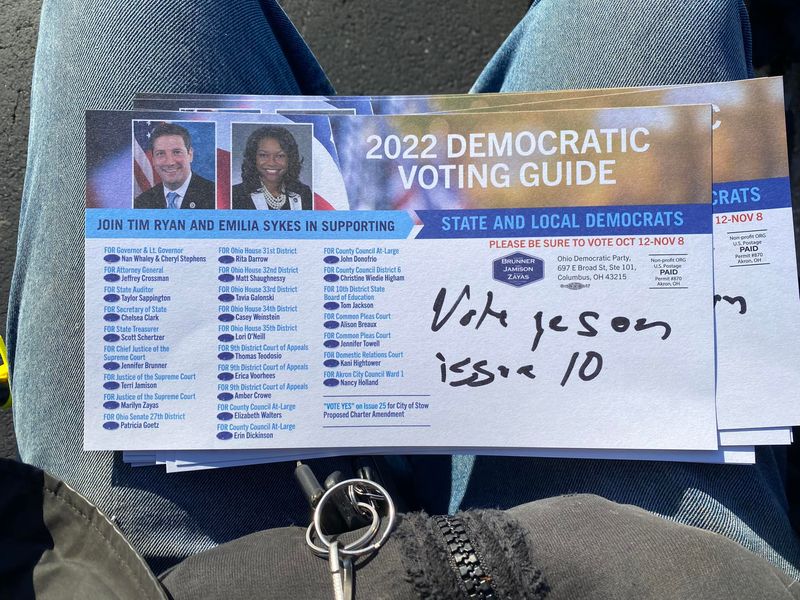 2022 DEMOCRATIC
VOTING GUIDE
JOIN TIM RYAN AND EMILIA SYKES IN SUPPORTING
STATE AND LOCAL DEMOCRATS
PLEASE BE SURE TO VOTE OCT 12-NOV 8
FOR Governor & Lt. Governor
Nan Whaley & Cheryl Stephens
FOR Attorney General
Jeffrey Crossman
FOR State Auditor
Taylor Sappington
FOR Secretary of State
Chelsea Clark
FOR State Treasurer
Scott Schertzer
FOR Chief Justice of the
Supreme Court
Jennifer Brunner
FOR Justice of the Supreme Court
Terri Jamison
FOR Justice of the Supreme Court
Marilyn Zayas
FOR Ohio Senate 27th District
Patricia Goetz
FOR Ohio House 31st District
Rita Darrow
FOR Ohio House 32nd District
Matt Shaughnessy
FOR Ohio House 33rd District
Tavia Galonski
FOR Ohio House 34th District
Casey Weinstein
FOR Ohio House 35th District
Lori O'Neill
FOR 9th District Court of Appeals
Thomas Teodosio
FOR 9th District Court of Appeals
Erica Voorhees
FOR 9th District Court of Appeals
Amber Crowe
FOR County Council At-Large
Elizabeth Walters
FOR County Council At-Large
Erin Dickinson
FOR County Council At-Large
John Donofrio
FOR County Council District 6
Christine Wiedie Higham
FOR 10th District State
Board of Education
Tom Jackson
FOR Common Pleas Court
Alison Breaux
FOR Common Pleas Court
Jennifer Towell
FOR Domestic Relations Court
Kani Hightower
FOR Akron City Council Ward 1
Nancy Holland
"VOTE YES" on Issue 25 for City of Stow
Proposed Charter Amendment
BRUNNER
JAMISON
ZAYAS
Ohio Democratic Party,
697 E Broad St, Ste 101,
Columbus, OH 43215
Non-profit ORG
U.S. Postage
PAID
Permit #870
Akron, OH
Vote yes on
issue 10
C
CRATS
12-NOV 8
Non-profit ORG
U.S. Postage
PAID
Permit #870
Akron, OH